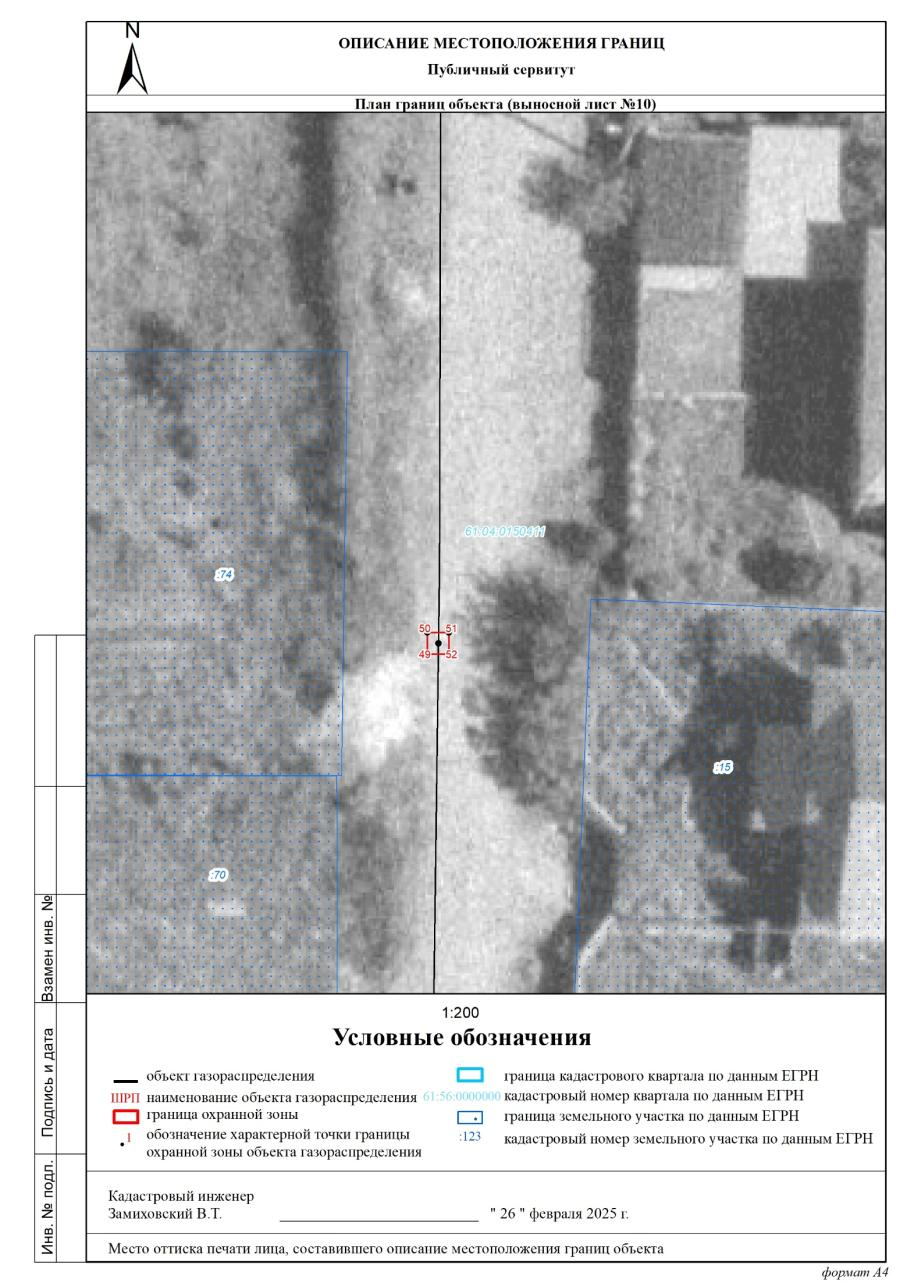 N
ОПИСАНИЕ МЕСТОПОЛОЖЕНИЯ ГРАНИЦ
Публичный сервитут
План границ объекта (выносной лист №10)
61:04:0150411
:74
50 51
49 52
:15
:70
1:200
Условные обозначения
объект газораспределения
ШРП наименование объекта газораспределения
граница охранной зоны
1 обозначение характерной точки границы
охранной зоны объекта газораспределения
граница кадастрового квартала по данным ЕГРН
61:56:0000000 кадастровый номер квартала по данным ЕГРН
граница земельного участка по данным ЕГРН
:123 кадастровый номер земельного участка по данным ЕГРН
Кадастровый инженер
Замиховский В.Т. " 26 " февраля 2025 г.
Место оттиска печати лица, составившего описание местоположения границ объекта
Взамен инв. №
Подпись и дата
Инв. № подл.
формат А4